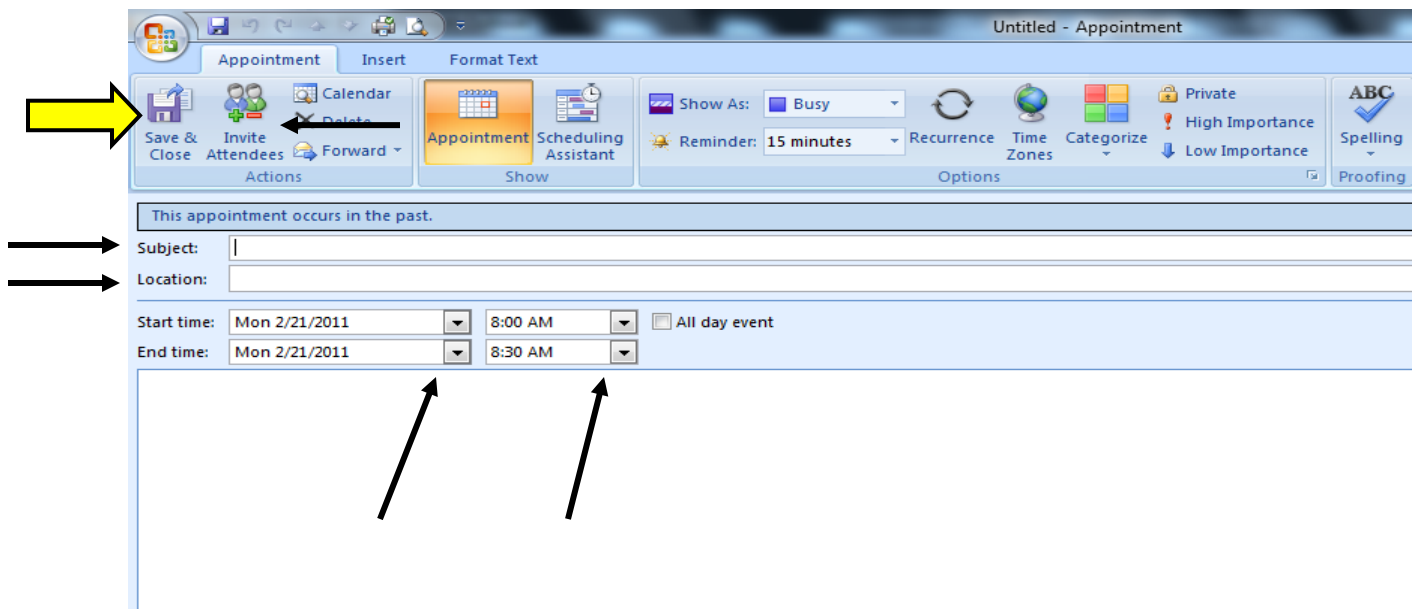 Untitled - Appointment
Appointment Insert Format Text
Calendar
Delete
Forward
Save & Close
Invite Attendees
Actions
Appointment
Scheduling Assistant
Show
Show As: Busy
Reminder: 15 minutes
Recurrence
Time Zones
Categorize
Private
High Importance
Low Importance
Options
ABC
Spelling
Proofing
This appointment occurs in the past.
Subject:
Location:
Start time: Mon 2/21/2011 8:00 AM All day event
End time: Mon 2/21/2011 8:30 AM